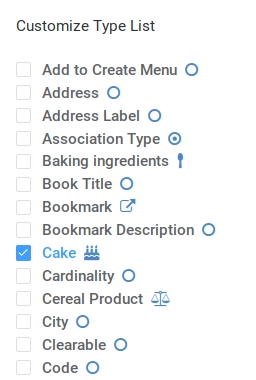 Customize Type List
Add to Create Menu
Address
Address Label
Association Type
Baking ingredients
Book Title
Bookmark
Bookmark Description
Cake
Cardinality
Cereal Product
City
Clearable
Code